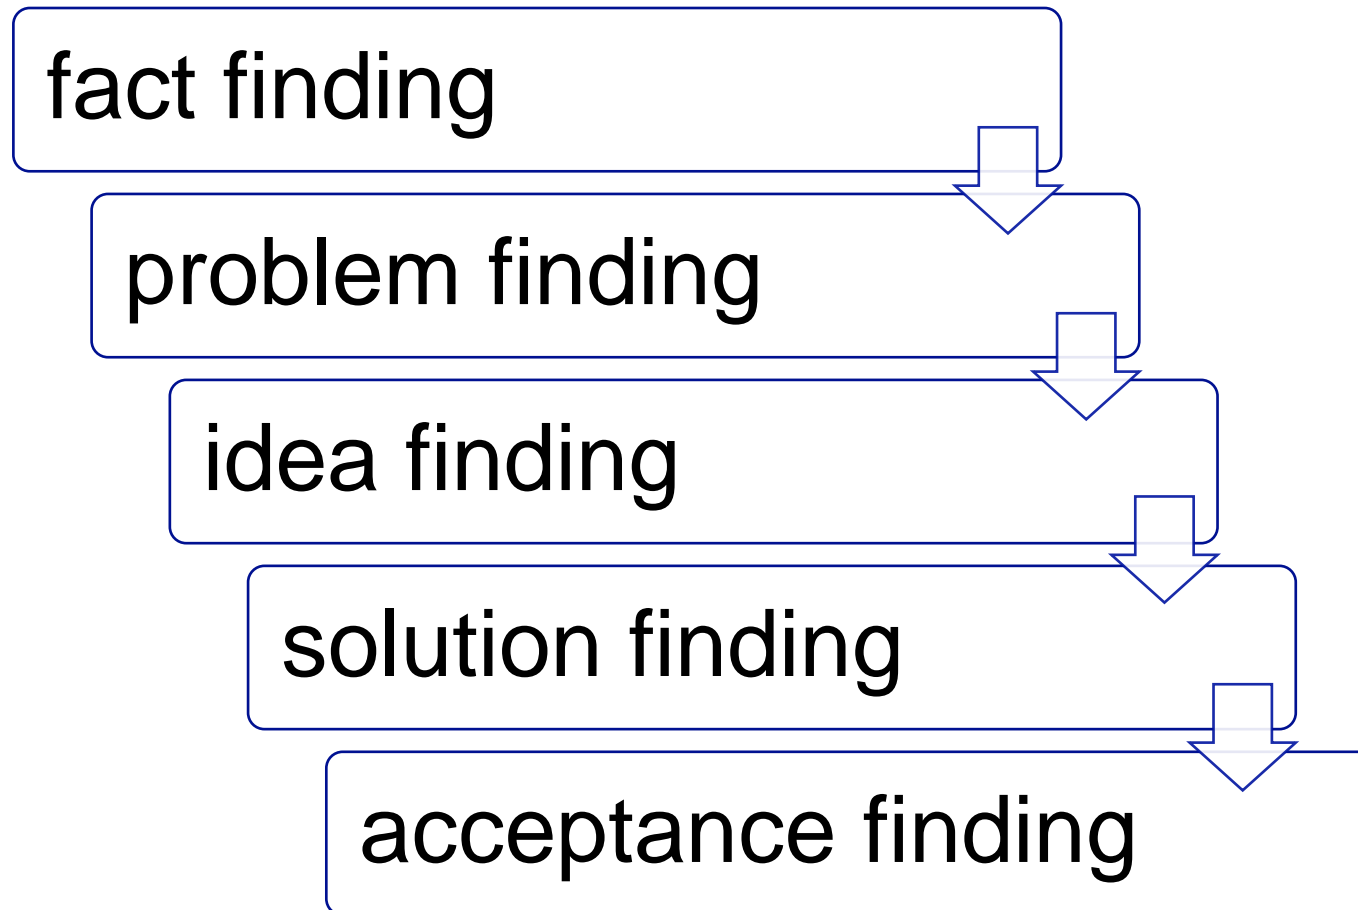 fact finding
problem finding
idea finding
solution finding
acceptance finding